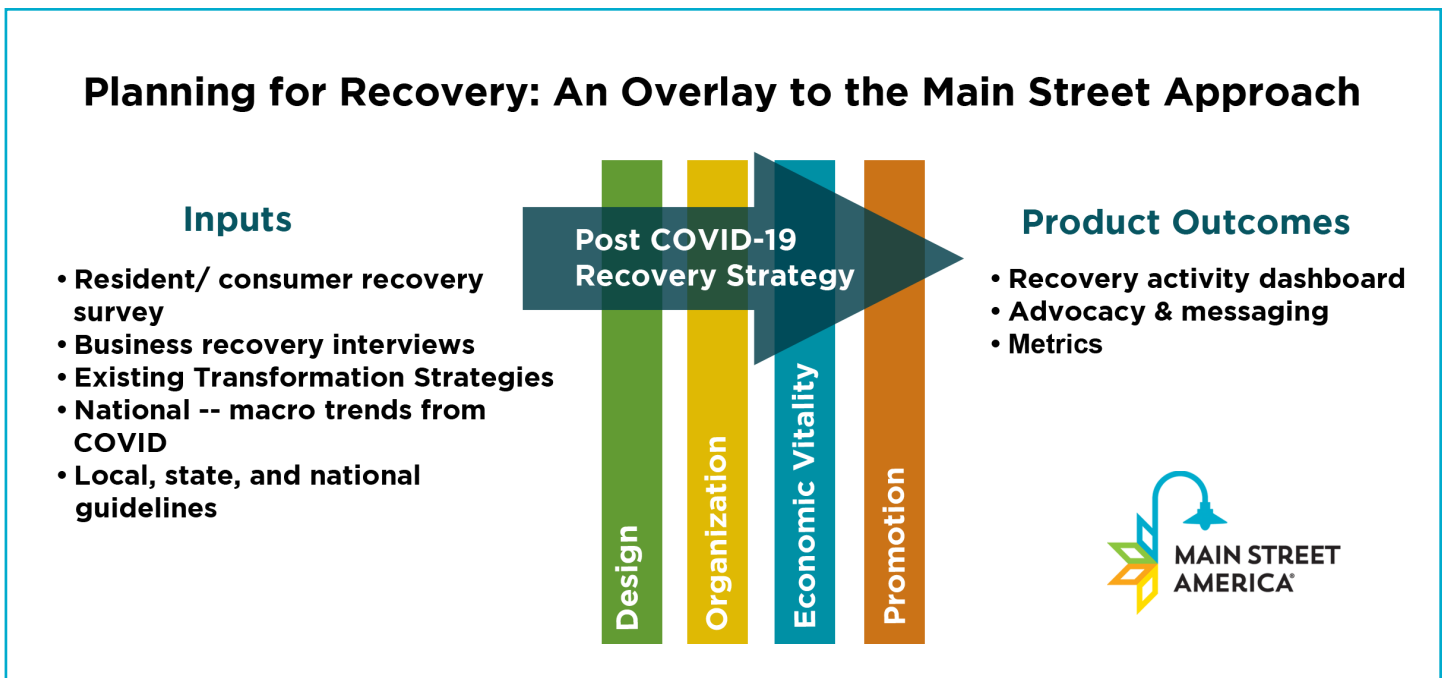 Planning for Recovery: An Overlay to the Main Street Approach
Inputs
• Resident/ consumer recovery
survey
• Business recovery interviews
• Existing Transformation Strategies
• National -- macro trends from
COVID
• Local, state, and national
guidelines
Post COVID-19
Recovery Strategy
Design
Organization
Economic Vitality
Promotion
Product Outcomes
• Recovery activity dashboard
• Advocacy & messaging
• Metrics
MAIN STREET
AMERICA®